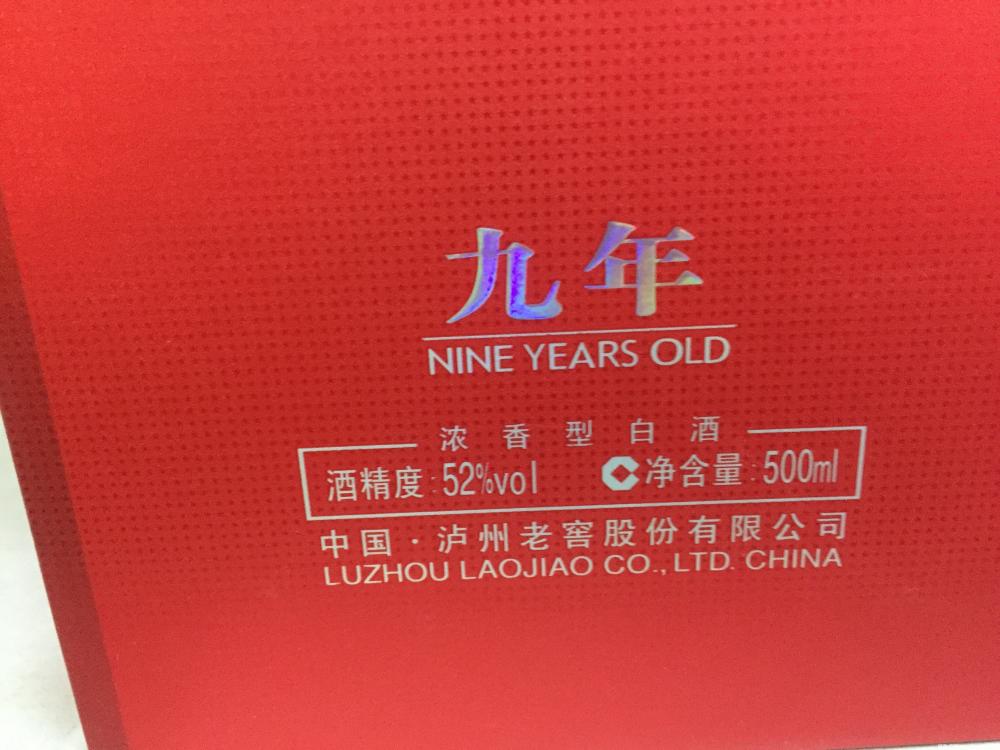 九年
NINE YEARS OLD
浓香型白酒
酒精度:52%vol 净含量:500ml
中国·泸州老窖股份有限公司
LUZHOU LAOJIAO CO.,LTD. CHINA